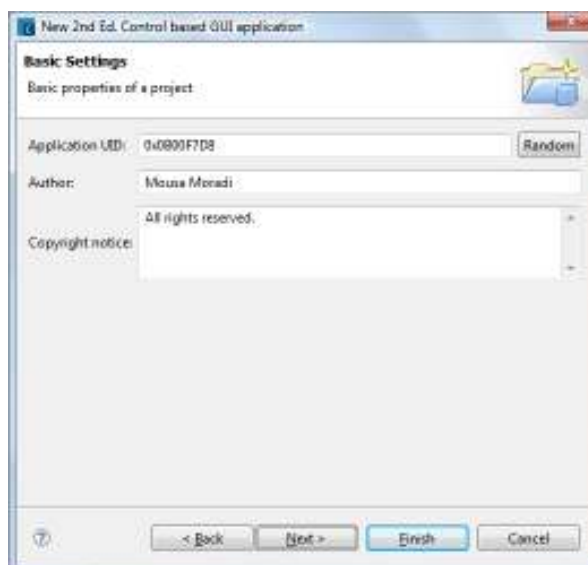 New 2nd Ed. Control based GUI application
Basic Settings
Basic properties of a project
Application UID: 0x0800F7D8 Random
Author: Mousa Moradi
Copyright notice: All rights reserved.
< Back Next > Finish Cancel